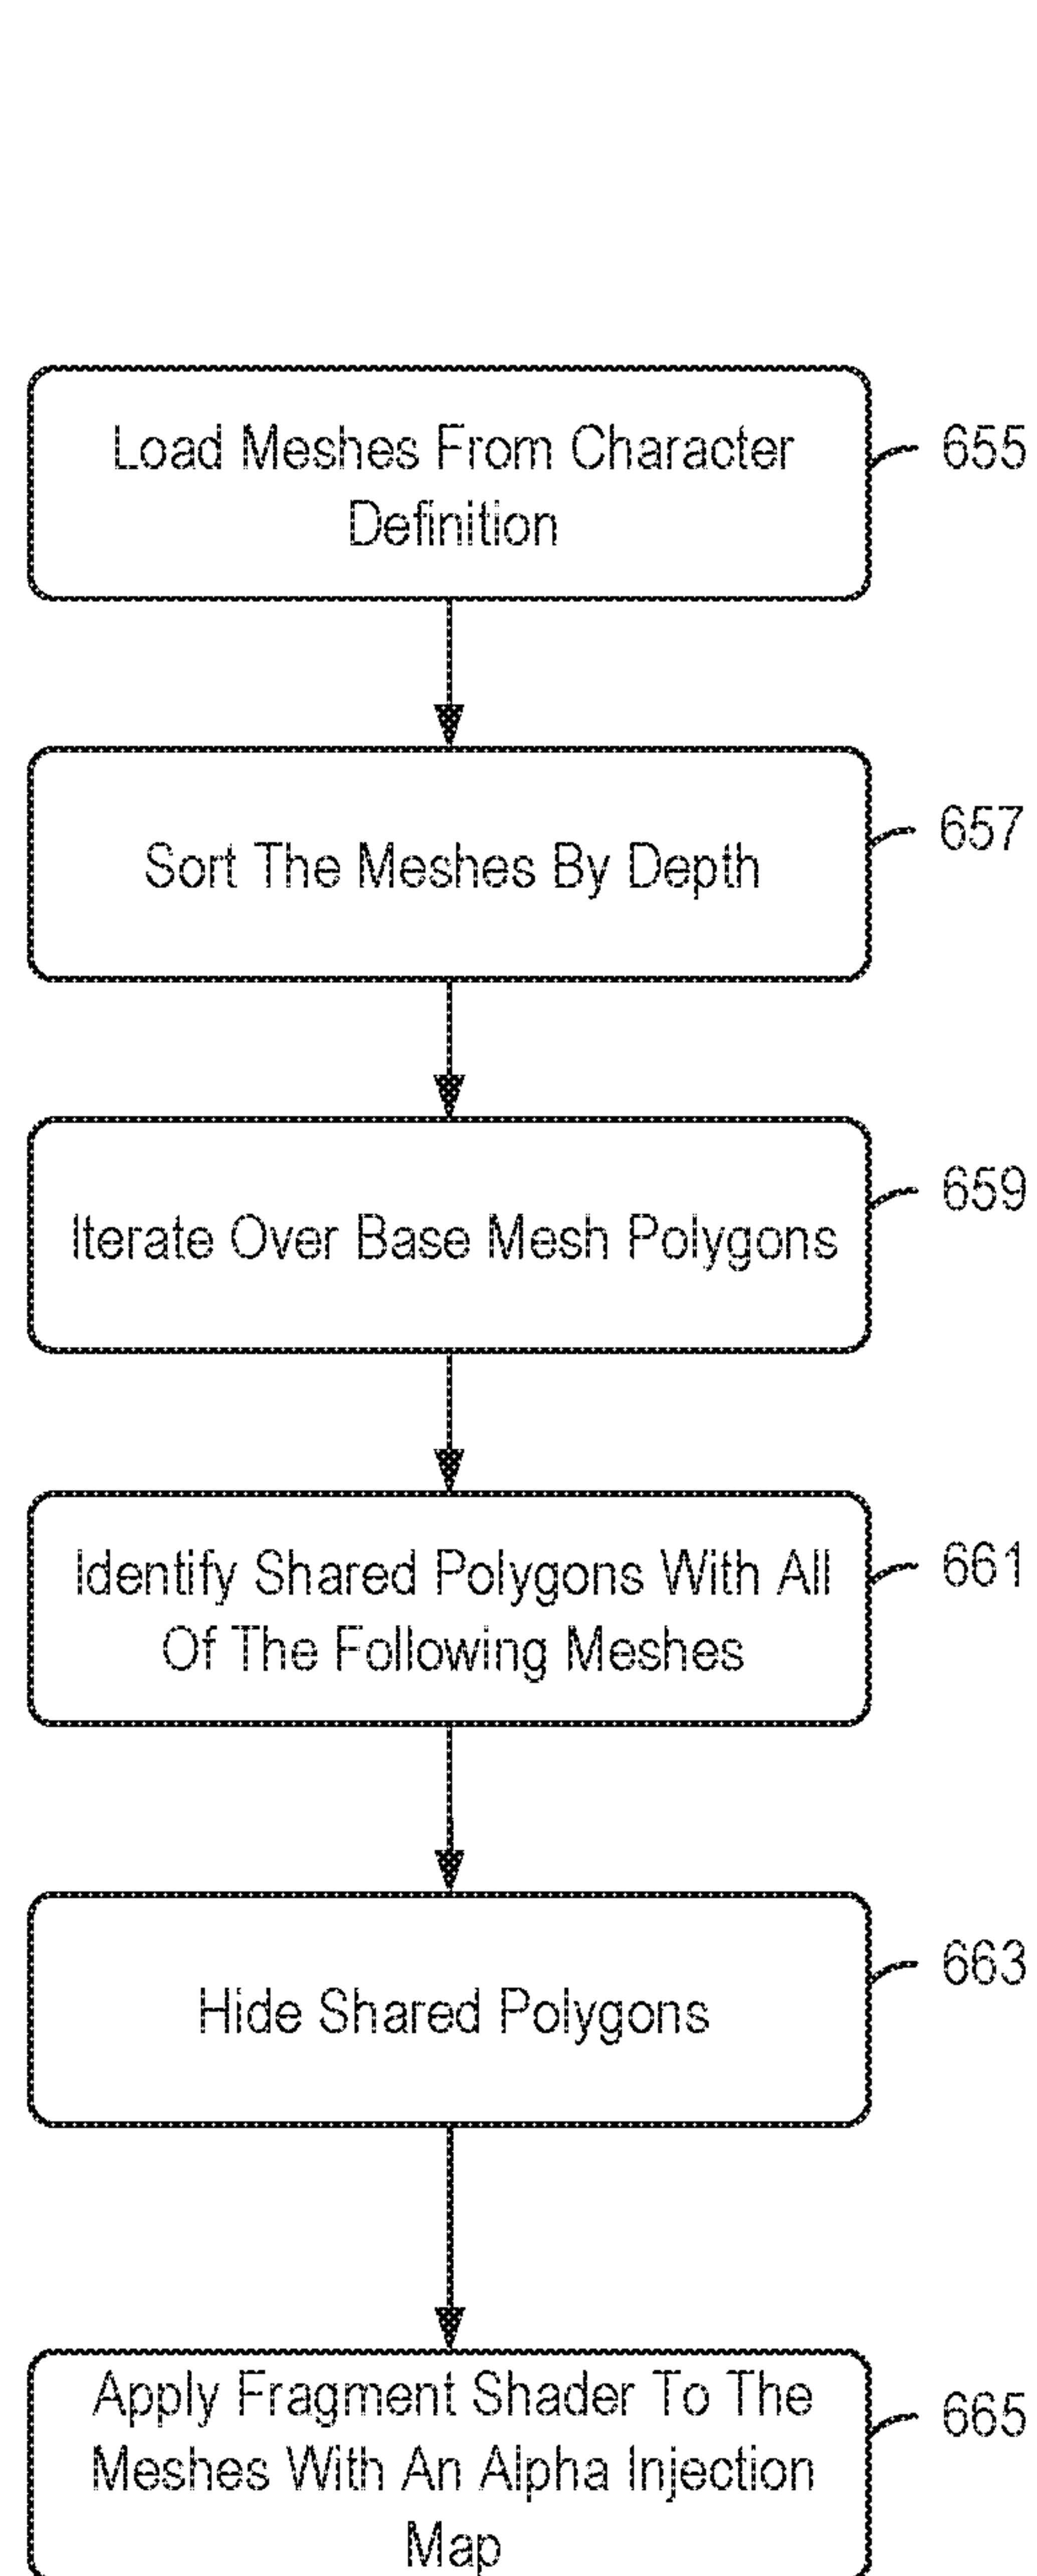 Load Meshes From Character
Definition
655
Sort The Meshes By Depth
657
Iterate Over Base Mesh Polygons
659
Identify Shared Polygons With All
Of The Following Meshes
661
Hide Shared Polygons
663
Apply Fragment Shader To The
Meshes With An Alpha Injection
Map
665